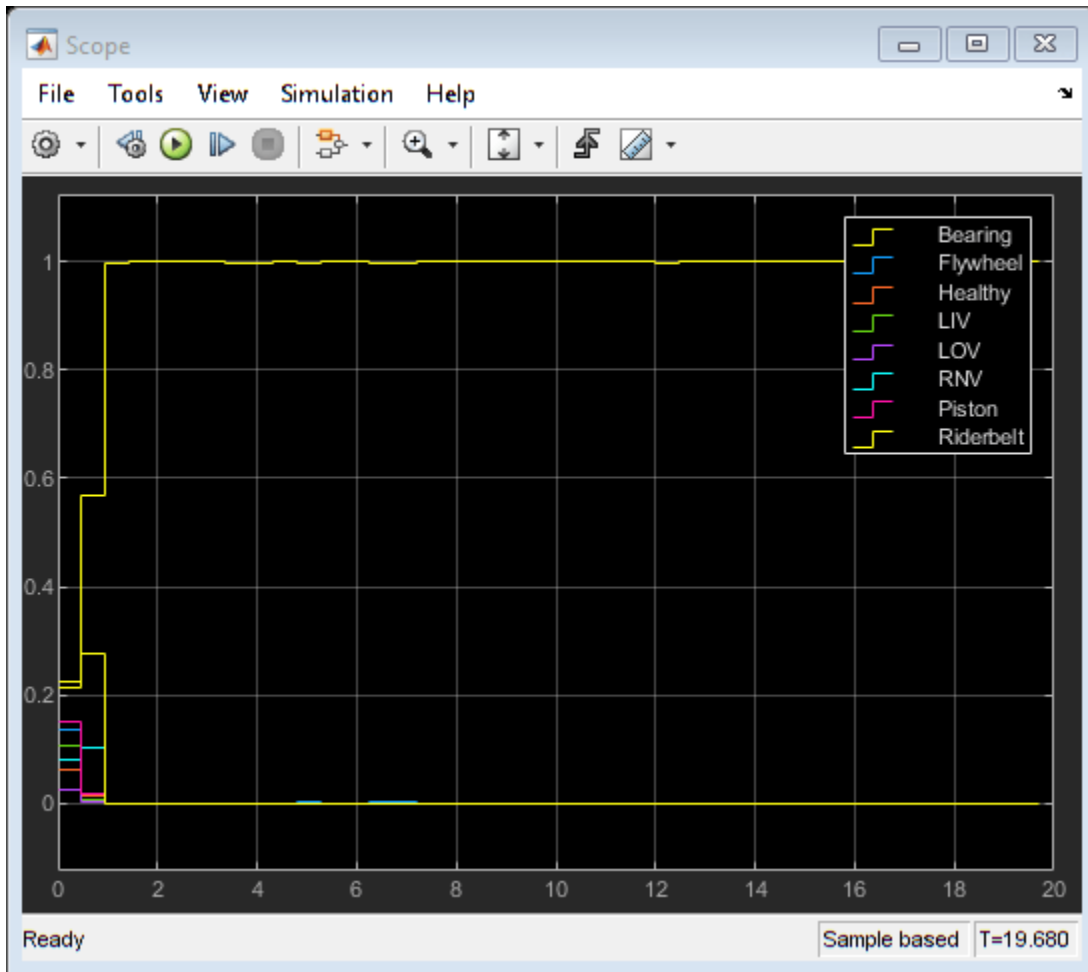 Scope
File Tools View Simulation Help
1
0.8
0.6
0.4
0.2
0
Bearing
Flywheel
Healthy
LIV
LOV
RNV
Piston
Riderbelt
0 2 4 6 8 10 12 14 16 18 20
Ready Sample based T=19.680